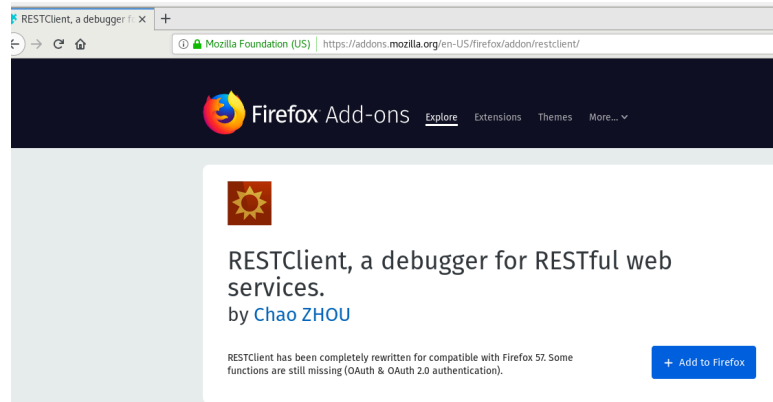 RESTClient, a debugger f
Mozilla Foundation (US) https://addons.mozilla.org/en-US/firefox/addon/restclient/
Firefox Add-ons Explore Extensions Themes More...
RESTClient, a debugger for RESTful web
services.
by Chao ZHOU
RESTClient has been completely rewritten for compatible with Firefox 57. Some
functions are still missing (OAuth & OAuth 2.0 authentication).
+ Add to Firefox